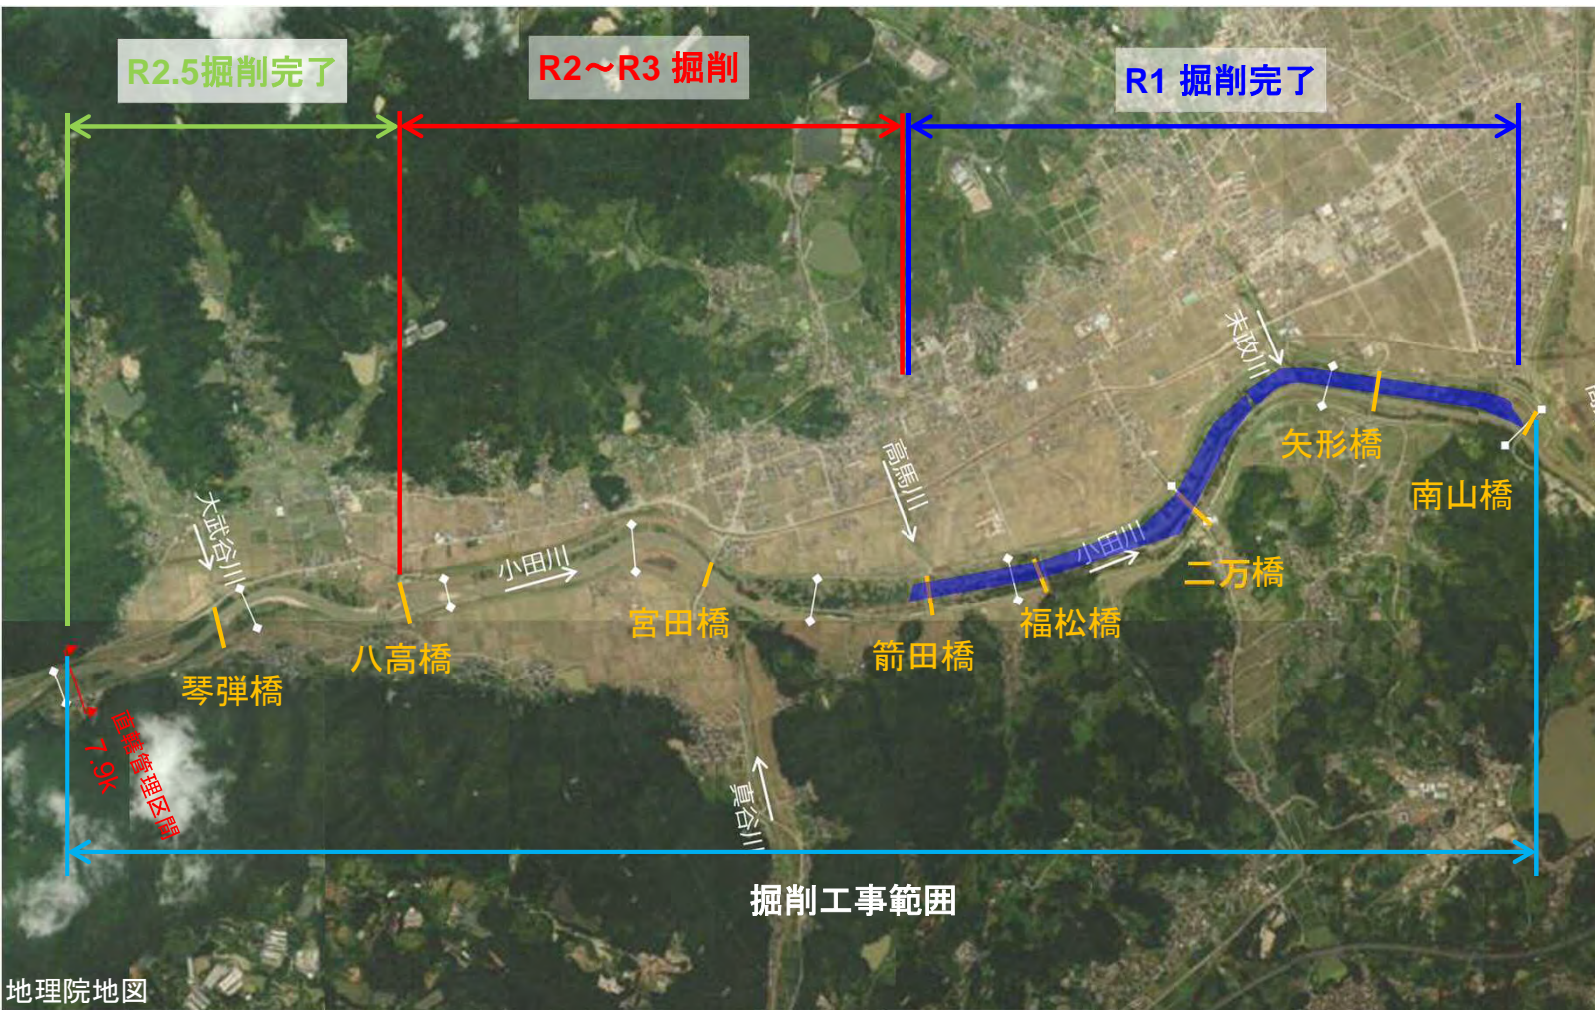 R2.5掘削完了
R2～R3 掘削
R1 掘削完了
末政川
矢形橋
南山橋
高馬川
大武谷川
小田川
小田川
二万橋
宮田橋
福松橋
八高橋
箭田橋
琴弾橋
直轄管理区間
7.9k
真谷川
掘削工事範囲
地理院地図